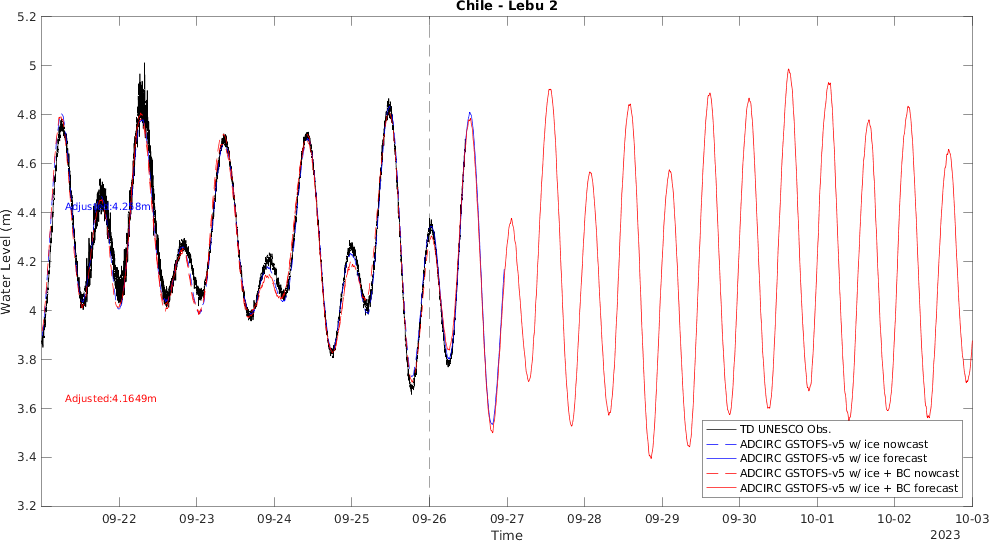 Chile - Lebu 2
5.2
5
4.8
4.6
4.4
4.2
4
3.8
3.6
3.4
3.2
Water Level (m)
Adjusted:4.1649m
TD UNESCO Obs.
ADCIRC GSTOFS-v5 w/ ice nowcast
ADCIRC GSTOFS-v5 w/ ice forecast
ADCIRC GSTOFS-v5 w/ ice + BC nowcast
ADCIRC GSTOFS-v5 w/ ice + BC forecast
09-22 09-23 09-24 09-25 09-26 09-27 09-28 09-29 09-30 10-01 10-02 10-03
Time
2023